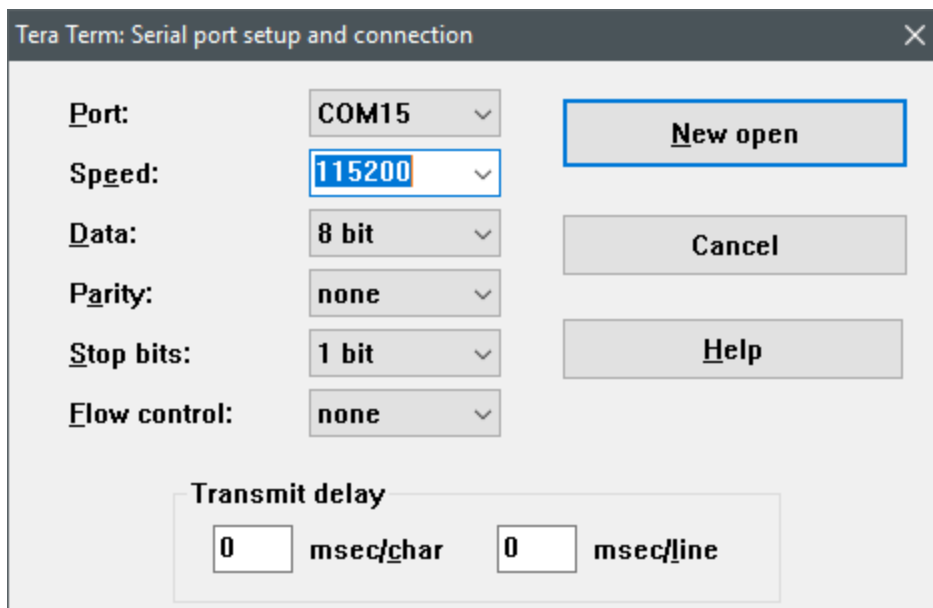 Tera Term: Serial port setup and connection
Port: COM15
New open
Speed: 115200
Data: 8 bit
Cancel
Parity: none
Stop bits: 1 bit
Help
Flow control: none
Transmit delay
0 msec/char 0 msec/line